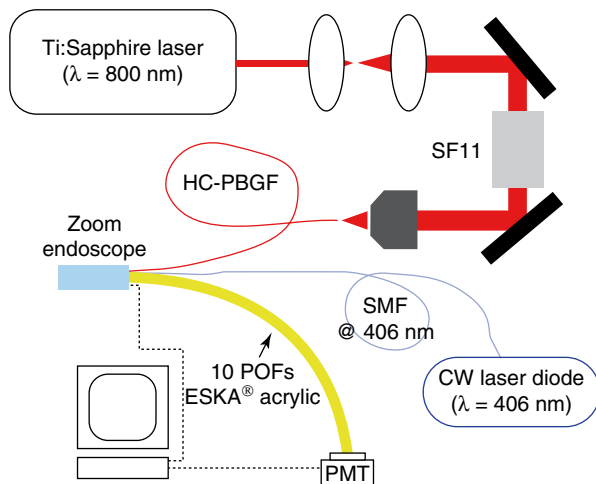 Ti:Sapphire laser
(λ = 800 nm)
SF11
HC-PBGF
Zoom
endoscope
SMF
@ 406 nm
10 POFs
ESKA® acrylic
CW laser diode
(λ = 406 nm)
PMT